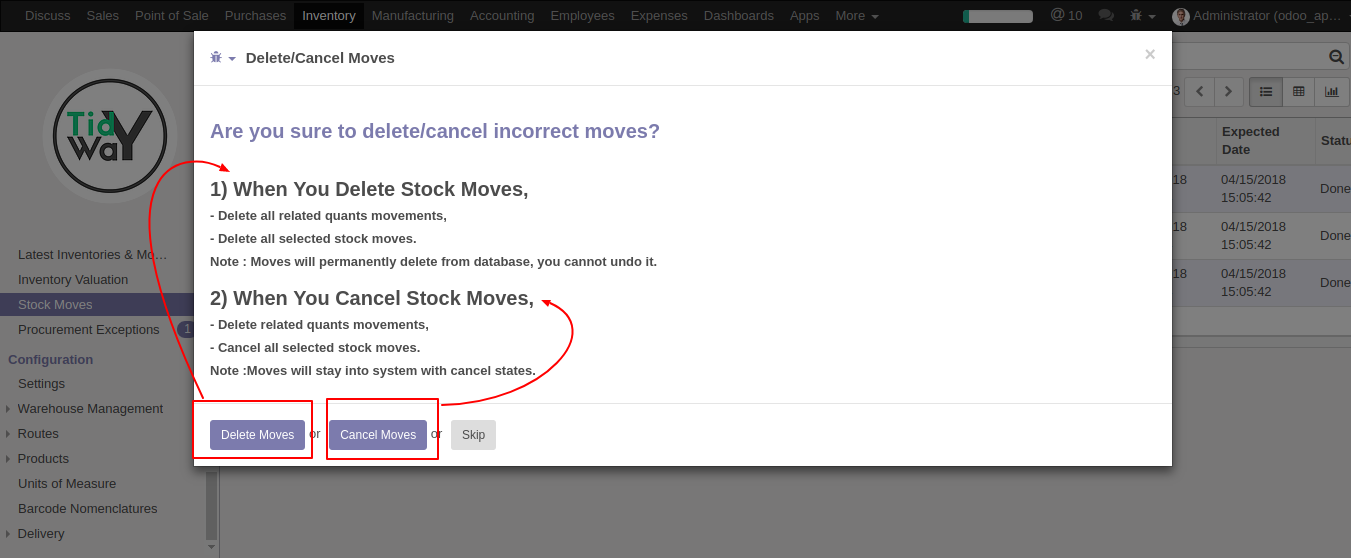 Discuss Sales Point of Sale Purchases Inventory Manufacturing Accounting Employees Expenses Dashboards Apps More @ 10 Administrator (odoo_ap…
Delete/Cancel Moves ×
Are you sure to delete/cancel incorrect moves?
1) When You Delete Stock Moves,
- Delete all related quants movements,
- Delete all selected stock moves.
Note : Moves will permanently delete from database, you cannot undo it.
2) When You Cancel Stock Moves,
- Delete related quants movements,
- Cancel all selected stock moves.
Note :Moves will stay into system with cancel states.
Delete Moves or Cancel Moves or Skip
Tidy
Way
Latest Inventories & Mo…
Inventory Valuation
Stock Moves
Procurement Exceptions 1
Configuration
Settings
Warehouse Management
Routes
Products
Units of Measure
Barcode Nomenclatures
Delivery
3
Expected
Date
Statu
18 04/15/2018
15:05:42
Done
18 04/15/2018
15:05:42
Done
18 04/15/2018
15:05:42
Done